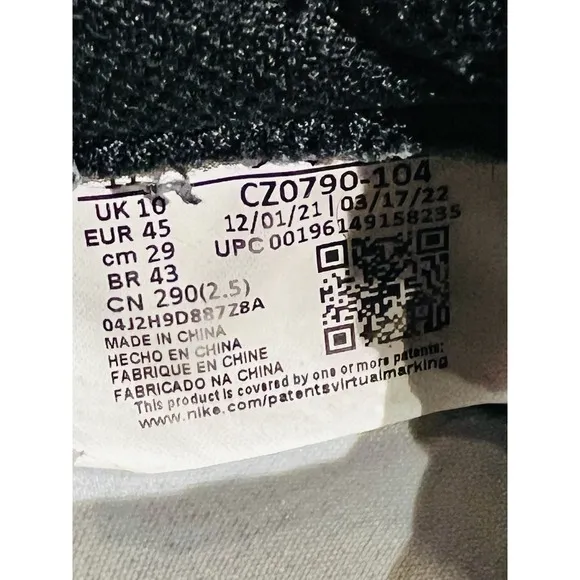 UK 10
EUR 45
cm 29
BR 43
CN 290(2.5)
04J2H9D887Z8A
CZ0790-104
12/01/21 | 03/17/22
UPC 00196149158235
MADE IN CHINA
HECHO EN CHINA
FABRIQUE EN CHINE
FABRICADO NA CHINA
This product is covered by one or more patents:
www.nike.com/patentsvirtualmarking